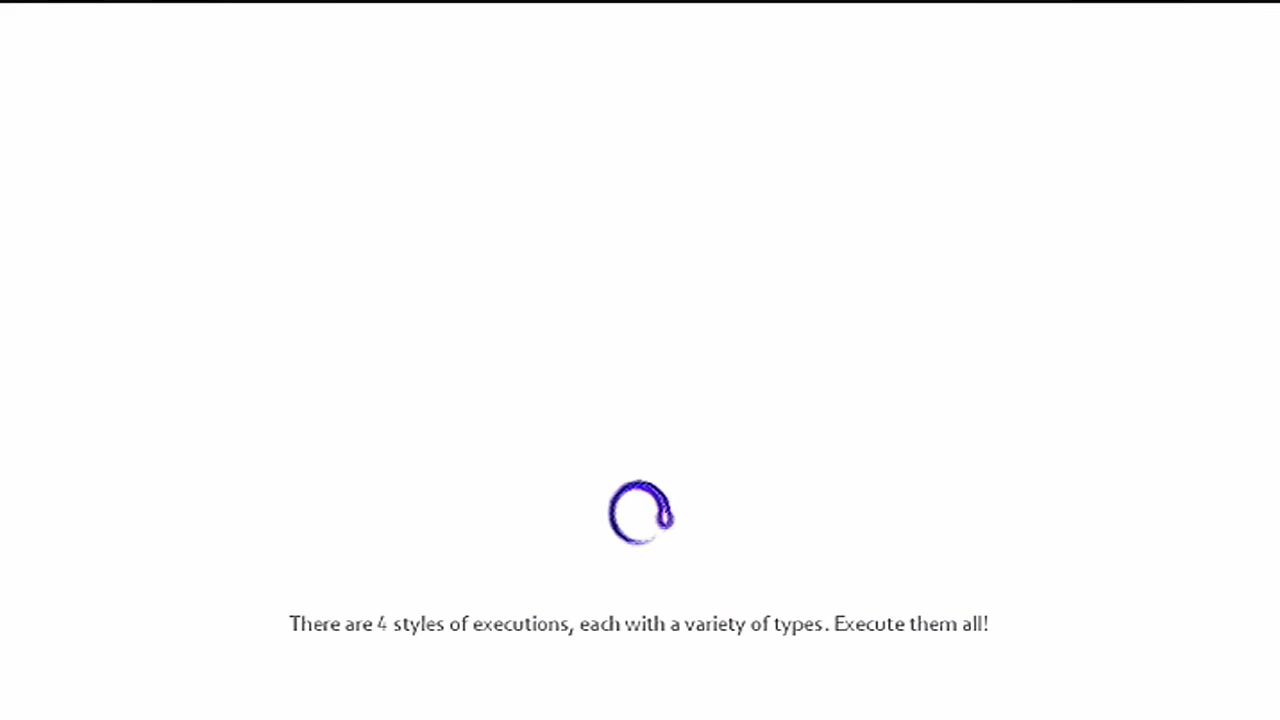 There are 4 styles of executions, each with a variety of types. Execute them all!